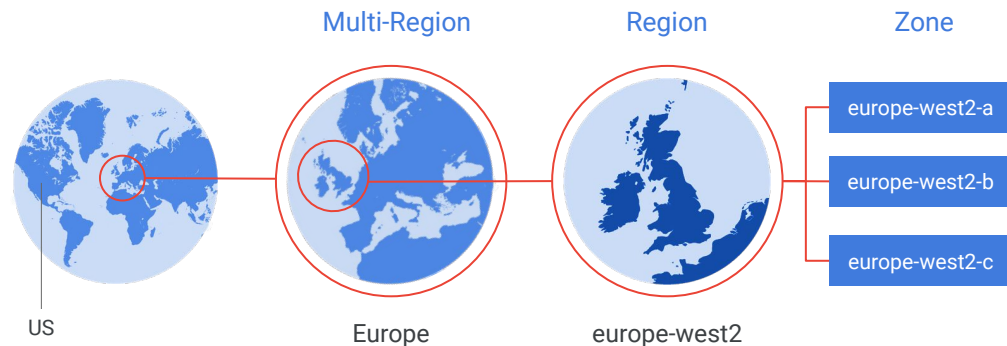 Multi-Region
Region
Zone
europe-west2-a
europe-west2-b
europe-west2-c
US
Europe
europe-west2